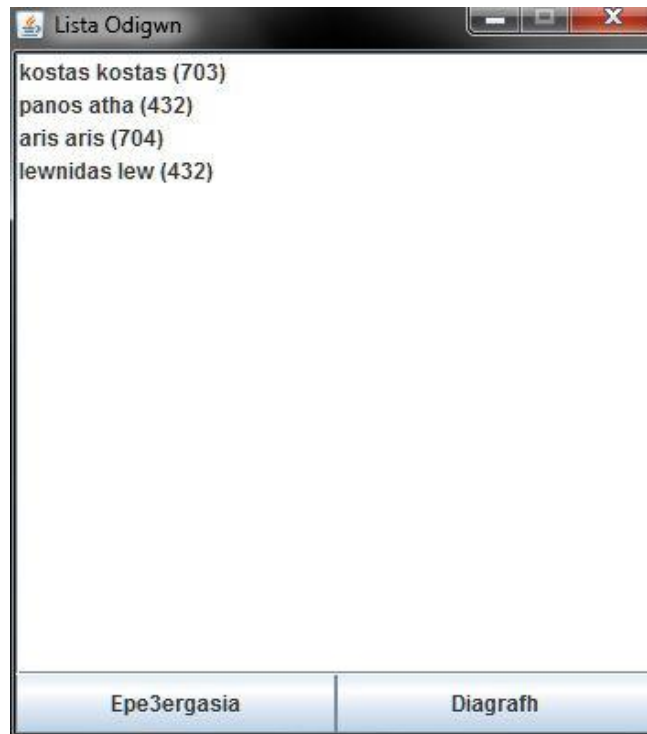 Lista Odigwn
kostas kostas (703)
panos atha (432)
aris aris (704)
lewnidas lew (432)
Epe3ergasia
Diagrafh